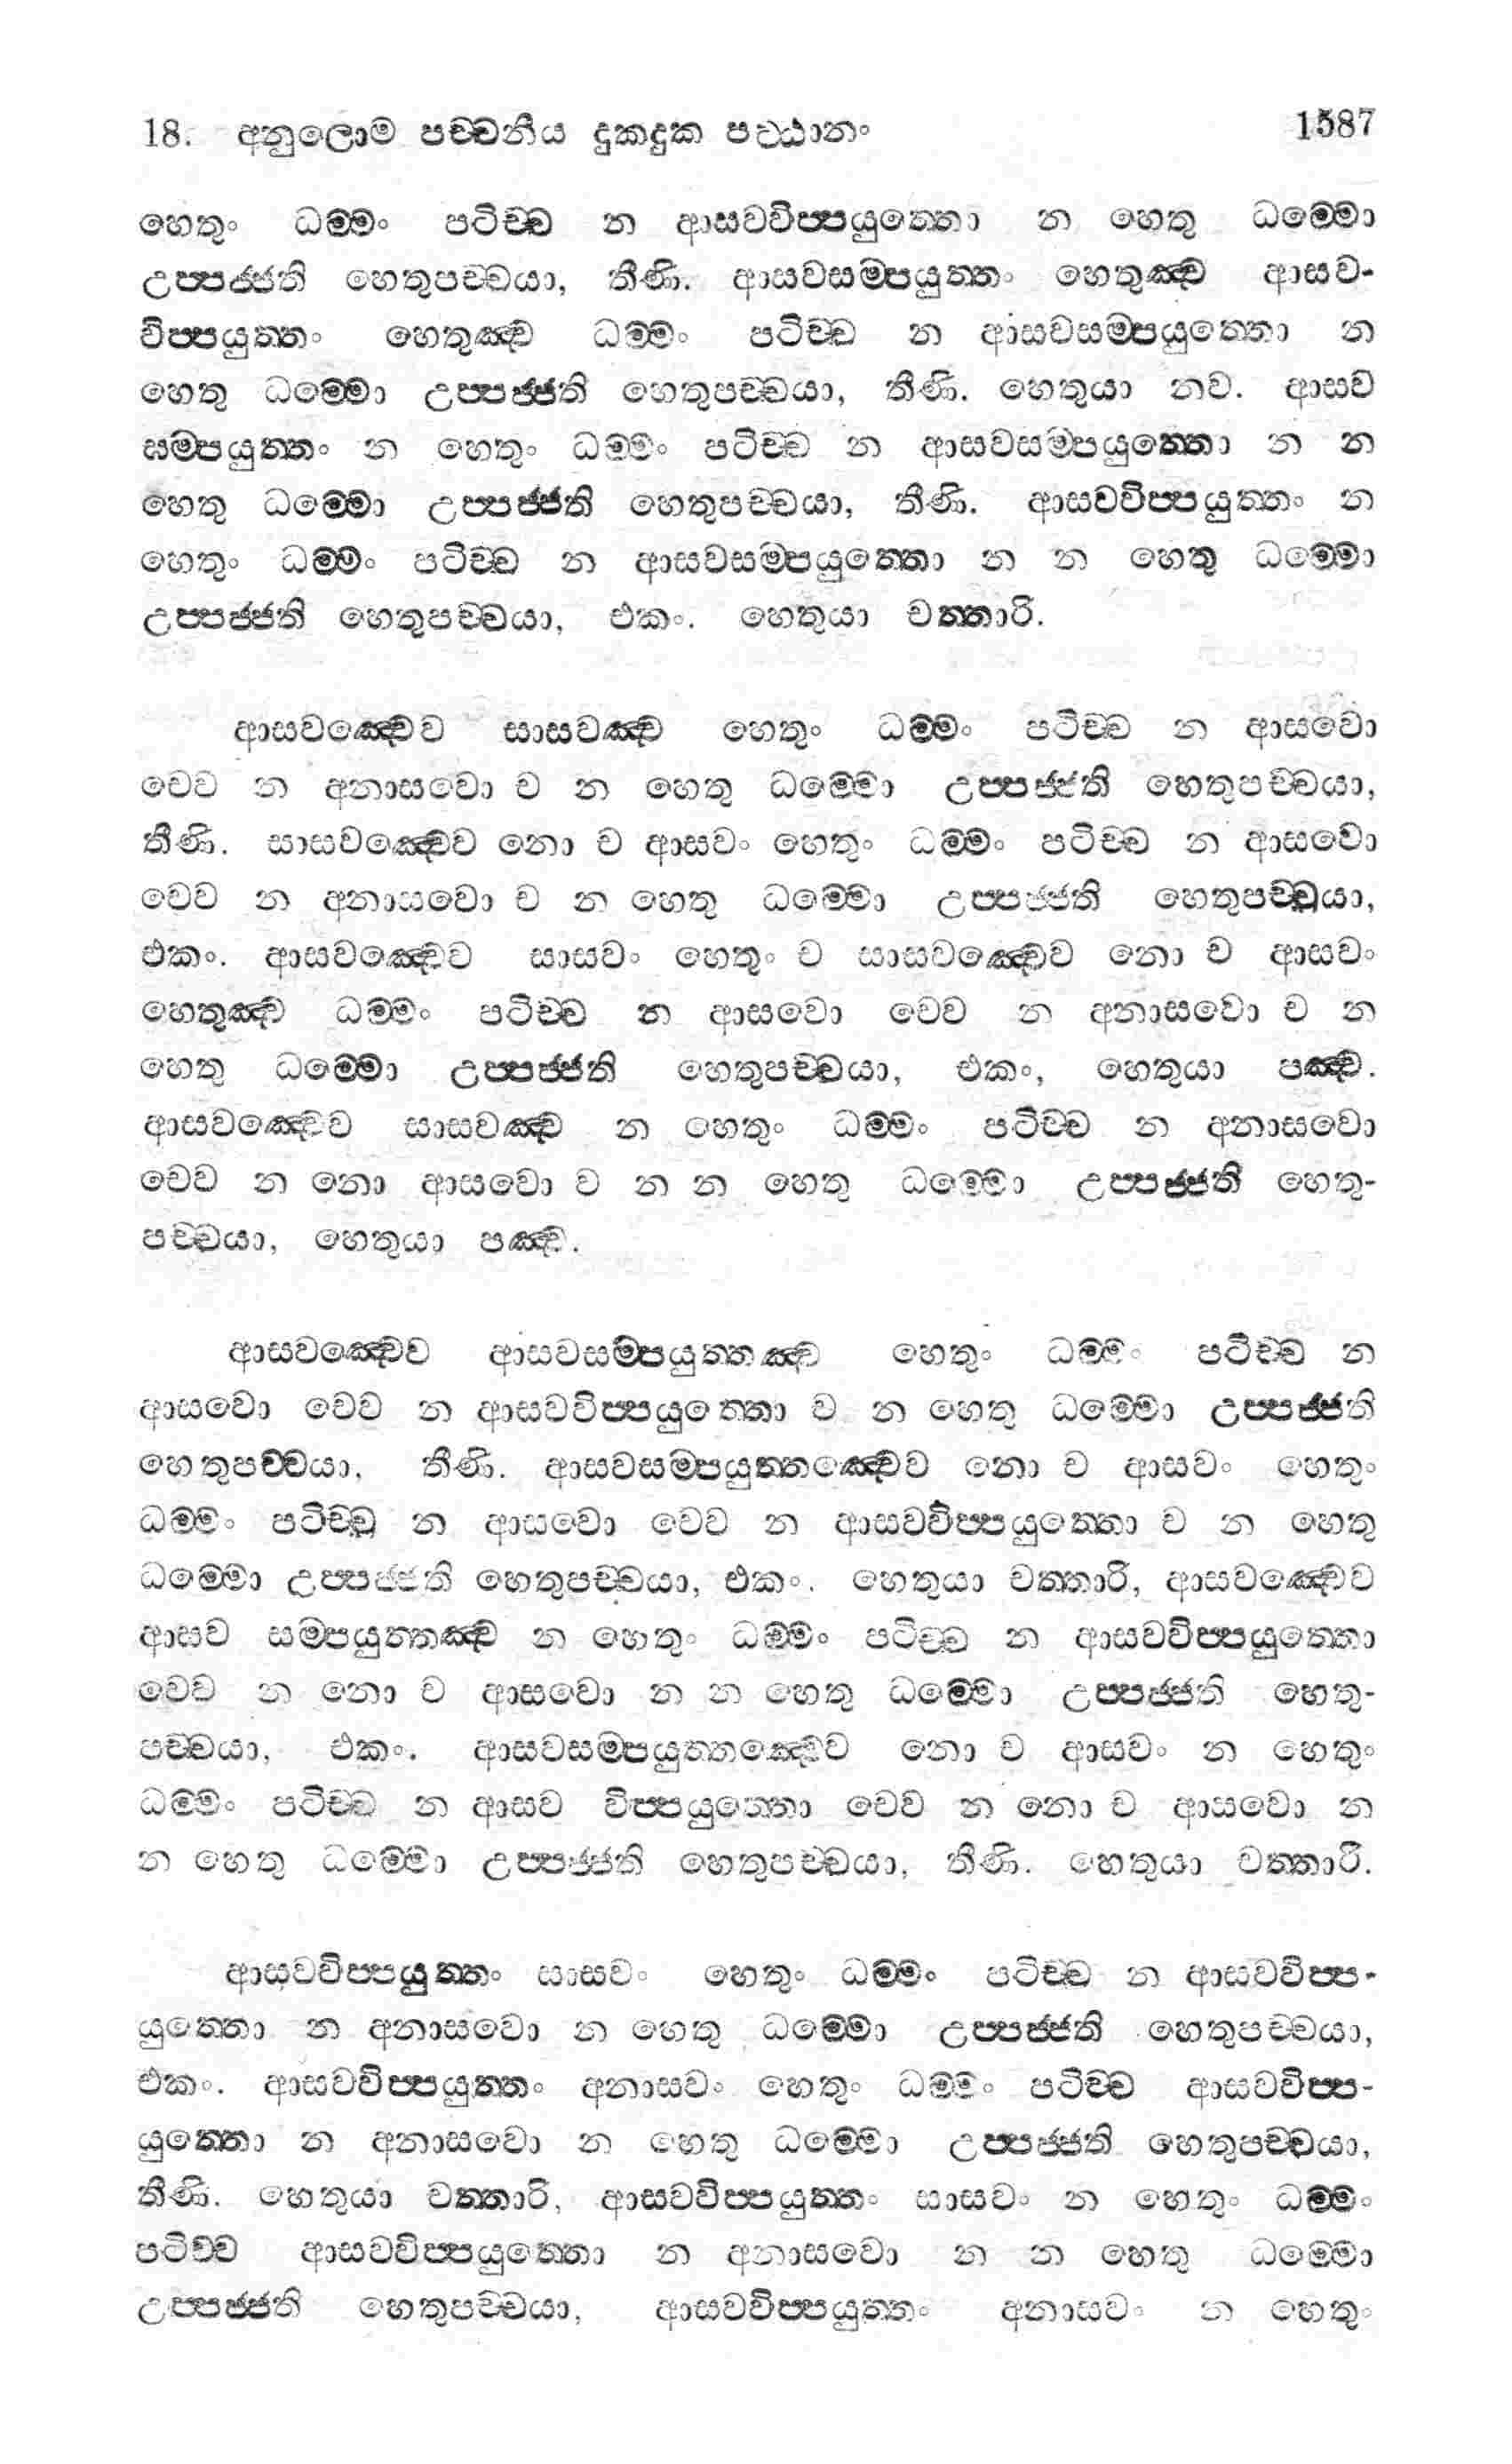 18. අනුලොම පච්චනීය දුකදුක පට්ඨානං 1587
හෙතුං ධම්මං පටිච්ච න ආසවවිප්පයුත්තො න හෙතු ධම්මො
උප්පජ්ජති හෙතුපච්චයා, තීණි. ආසවසම්පයුත්තං හෙතුඤ්ච ආසව-
විප්පයුත්තං හෙතුඤ්ච ධම්මං පටිච්ච න ආසවසම්පයුත්තො න
හෙතු ධම්මො උප්පජ්ජති හෙතුපච්චයා, තීණි. හෙතුයා නව. ආසව
සම්පයුත්තං න හෙතුං ධම්මං පටිච්ච න ආසවසම්පයුත්තො න න
හෙතු ධම්මො උප්පජ්ජති හෙතුපච්චයා, තීණි. ආසවවිප්පයුත්තං න
හෙතුං ධම්මං පටිච්ච න ආසවසම්පයුත්තො න න හෙතු ධම්මො
උප්පජ්ජති හෙතුපච්චයා, එකං. හෙතුයා චත්තාරි.
ආසවඤ්චෙව සාසවඤ්ච හෙතුං ධම්මං පටිච්ච න ආසවො
චෙව න අනාසවො ච න හෙතු ධම්මො උප්පජ්ජති හෙතුපච්චයා,
තීණි. සාසවඤ්චෙව නො ච ආසවං හෙතුං ධම්මං පටිච්ච න ආසවො
චෙව න අනාසවො ච න හෙතු ධම්මො උප්පජ්ජති හෙතුපච්චයා,
එකං. ආසවඤ්චෙව සාසවං හෙතුං ච සාසවඤ්චෙව නො ච ආසවං
හෙතුඤ්ච ධම්මං පටිච්ච න ආසවො චෙව න අනාසවො ච න
හෙතු ධම්මො උප්පජ්ජති හෙතුපච්චයා, එකං, හෙතුයා පඤ්ච.
ආසවඤ්චෙව සාසවඤ්ච න හෙතුං ධම්මං පටිච්ච න අනාසවො
චෙව න නො ආසවො ච න න හෙතු ධම්මො උප්පජ්ජති හෙතු-
පච්චයා, හෙතුයා පඤ්ච.
ආසවඤ්චෙව ආසවසම්පයුත්තඤ්ච හෙතුං ධම්මං පටිච්ච න
ආසවො චෙව න ආසවවිප්පයුත්තො ච න හෙතු ධම්මො උප්පජ්ජති
හෙතුපච්චයා, තීණි. ආසවසම්පයුත්තඤ්චෙව නො ච ආසවං හෙතුං
ධම්මං පටිච්ච න ආසවො චෙව න ආසවවිප්පයුත්තො ච න හෙතු
ධම්මො උප්පජ්ජති හෙතුපච්චයා, එකං. හෙතුයා චත්තාරි, ආසවඤ්චෙව
ආසව සම්පයුත්තඤ්ච න හෙතුං ධම්මං පටිච්ච න ආසවවිප්පයුත්තො
චෙව න නො ච ආසවො න න හෙතු ධම්මො උප්පජ්ජති හෙතු-
පච්චයා, එකං. ආසවසම්පයුත්තඤ්චෙව නො ච ආසවං න හෙතුං
ධම්මං පටිච්ච න ආසව විප්පයුත්තො චෙව න නො ච ආසවො න
න හෙතු ධම්මො උප්පජ්ජති හෙතුපච්චයා, තීණි. හෙතුයා චත්තාරි.
ආසවවිප්පයුත්තං සාසවං හෙතුං ධම්මං පටිච්ච න ආසවවිප්ප-
යුත්තො න අනාසවො න හෙතු ධම්මො උප්පජ්ජති හෙතුපච්චයා,
එකං. ආසවවිප්පයුත්තං අනාසවං හෙතුං ධම්මං පටිච්ච ආසවවිප්ප-
යුත්තො න අනාසවො න හෙතු ධම්මො උප්පජ්ජති හෙතුපච්චයා,
තීණි. හෙතුයා චත්තාරි, ආසවවිප්පයුත්තං සාසවං න හෙතුං ධම්මං
පටිච්ච ආසවවිප්පයුත්තො න අනාසවො න න හෙතු ධම්මො
උප්පජ්ජති හෙතුපච්චයා, ආසවවිප්පයුත්තං අනාසවං න හෙතුං